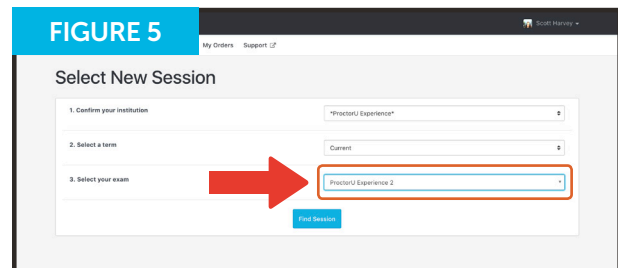 FIGURE 5
Scott Harvey
My Orders Support
Select New Session
1. Confirm your institution
*ProctorU Experience*
2. Select a term
Current
3. Select your exam
ProctorU Experience 2
Find Session